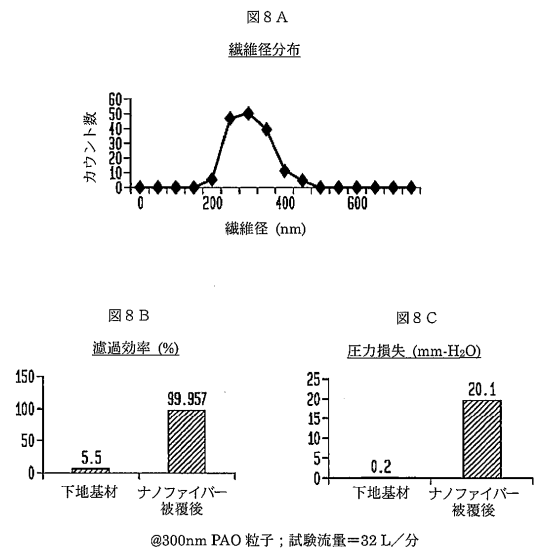 図8A
繊維径分布
カウント数
60
50
40
30
20
10
0
0 200 400 600
繊維径 (nm)
図8B
濾過効率 (%)
150
100
50
0
5.5
99.957
下地基材 ナノファイバー
被覆後
図8C
圧力損失 (mm-H₂O)
25
20
15
10
5
0
0.2
20.1
下地基材 ナノファイバー
被覆後
@300nm PAO 粒子；試験流量＝32 L／分